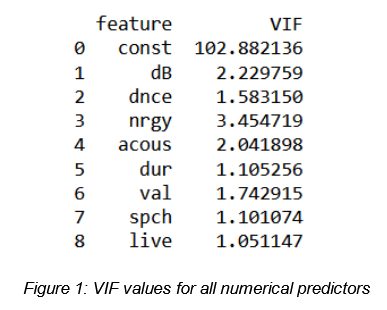 feature VIF
0 const 102.882136
1 dB 2.229759
2 dnce 1.583150
3 nrgy 3.454719
4 acous 2.041898
5 dur 1.105256
6 val 1.742915
7 spch 1.101074
8 live 1.051147
Figure 1: VIF values for all numerical predictors